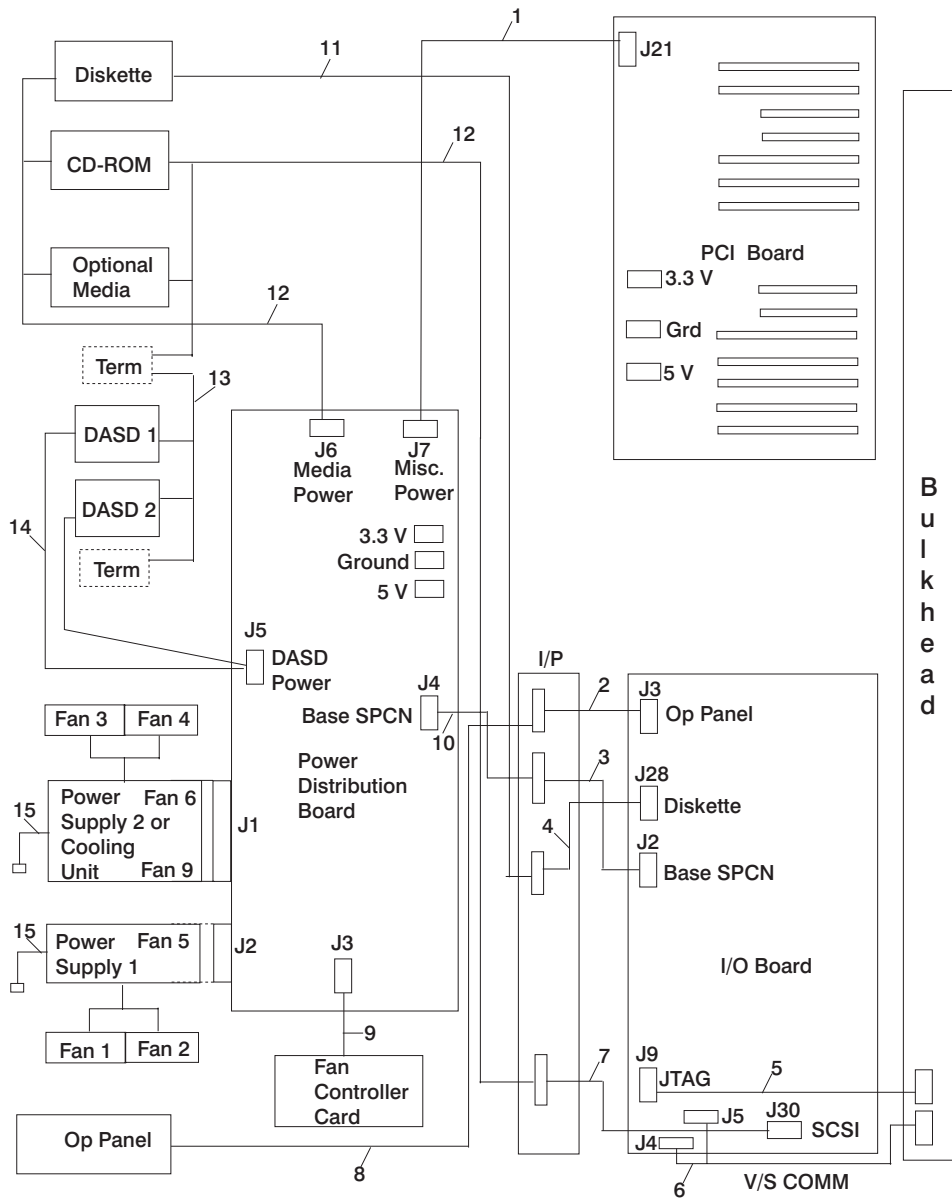 1
J21
11
Diskette
12
CD-ROM
PCI Board
Optional
Media
3.3 V
12
Grd
Term
5 V
13
DASD 1
J6
Media
Power
J7
Misc.
Power
DASD 2
14
3.3 V
Ground
5 V
Term
Bulkhead
J5
DASD
Power
I/P
J4
2
J3
Op Panel
Fan 3
Fan 4
Base SPCN
10
3
Power
Distribution
Board
J28
Diskette
15
Power
Supply 2 or
Cooling
Unit
Fan 6
Fan 9
J1
4
J2
Base SPCN
15
Power
Supply 1
Fan 5
J2
J3
I/O Board
Fan 1
Fan 2
9
7
J9
JTAG
5
Fan
Controller
Card
J5
J30
SCSI
Op Panel
J4
8
6
V/S COMM